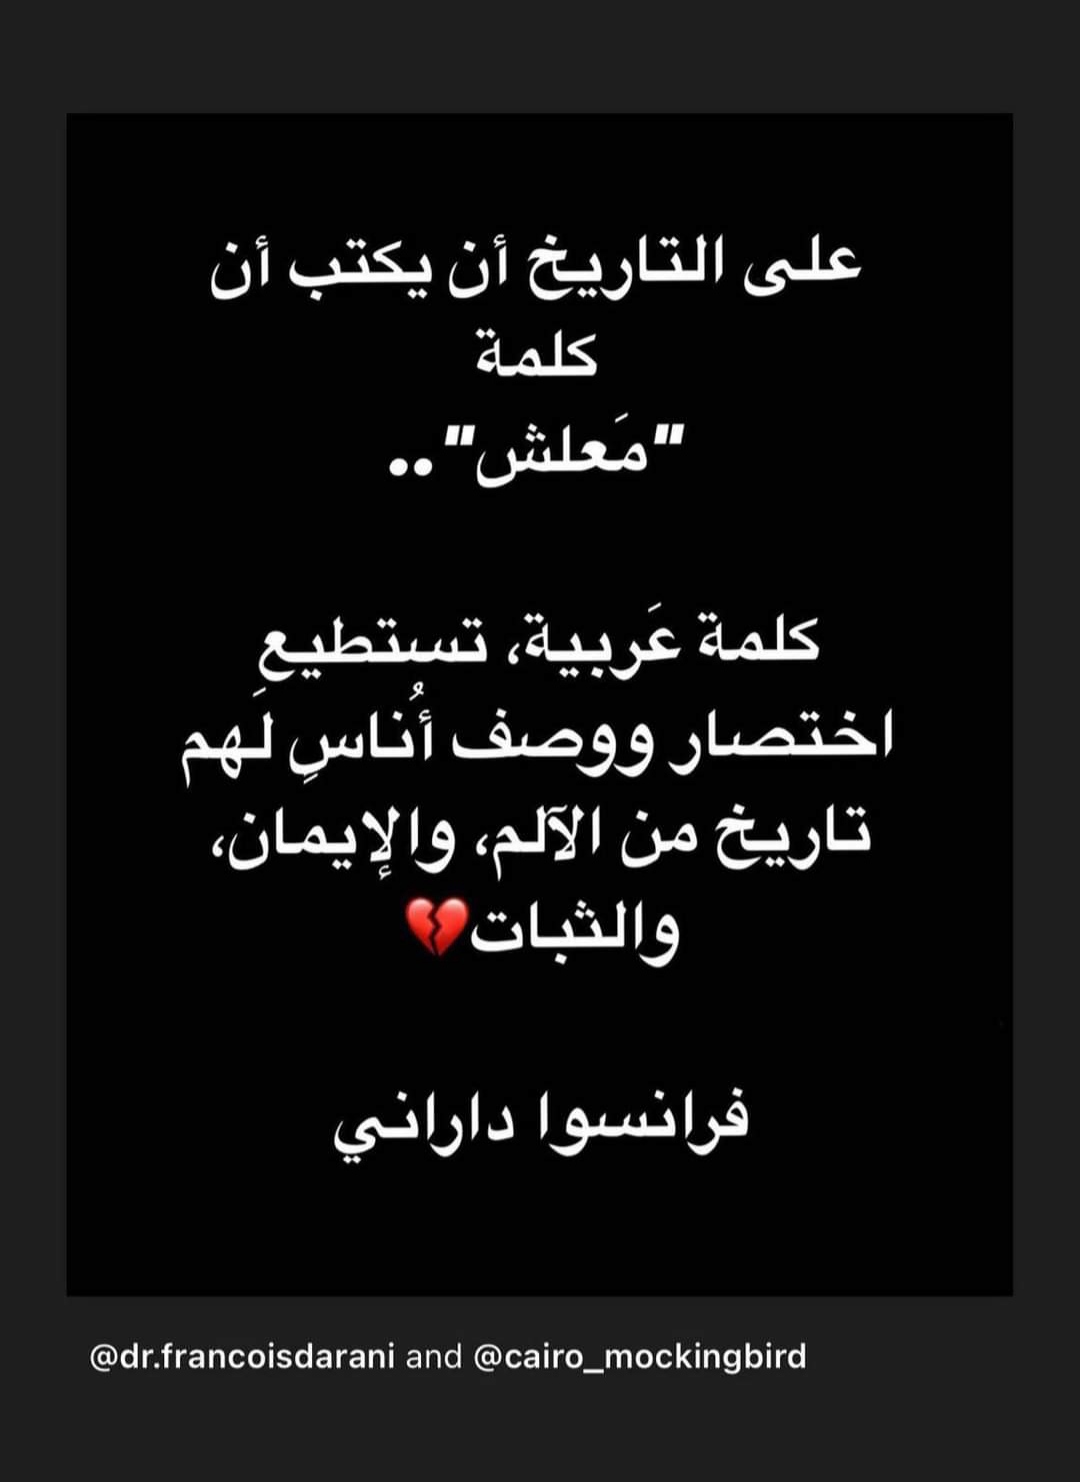 على التاريخ أن يكتب أن
كلمة
"مَعلش"..
كلمة عَربية، تستطيع
اختصار ووصف أُناسٍ لَهم
تاريخ من الآلم، والإيمان،
والثبات💔
فرانسوا داراني
@dr.francoisdarani and @cairo_mockingbird